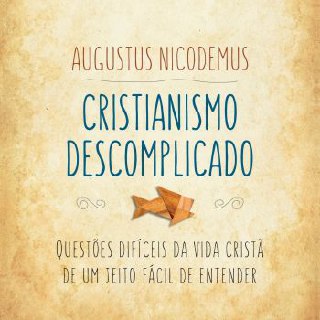 AUGUSTUS NICODEMUS
CRISTIANISMO
DESCOMPLICADO
QUESTÕES DIFÍCEIS DA VIDA CRISTÃ
DE UM JEITO FÁCIL DE ENTENDER